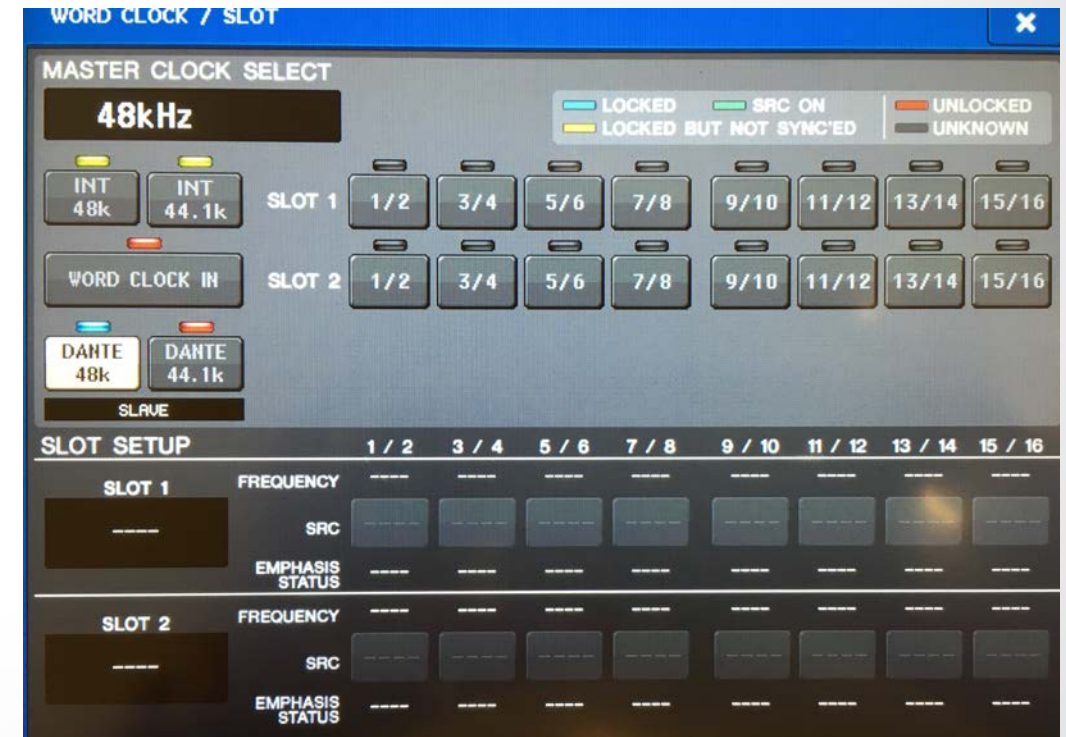 WORD CLOCK / SLOT
MASTER CLOCK SELECT
48kHz
LOCKED SRC ON UNLOCKED
LOCKED BUT NOT SYNC'ED UNKNOWN
INT 48k
INT 44.1k
SLOT 1 1/2 3/4 5/6 7/8 9/10 11/12 13/14 15/16
WORD CLOCK IN
SLOT 2 1/2 3/4 5/6 7/8 9/10 11/12 13/14 15/16
DANTE 48k
DANTE 44.1k
SLAVE
SLOT SETUP 1 / 2 3 / 4 5 / 6 7 / 8 9 / 10 11 / 12 13 / 14 15 / 16
SLOT 1
----
FREQUENCY ---- ---- ---- ---- ---- ---- ---- ----
SRC ---- ---- ---- ---- ---- ---- ---- ----
EMPHASIS STATUS ---- ---- ---- ---- ---- ---- ---- ----
SLOT 2
----
FREQUENCY ---- ---- ---- ---- ---- ---- ---- ----
SRC ---- ---- ---- ---- ---- ---- ---- ----
EMPHASIS STATUS ---- ---- ---- ---- ---- ---- ---- ----